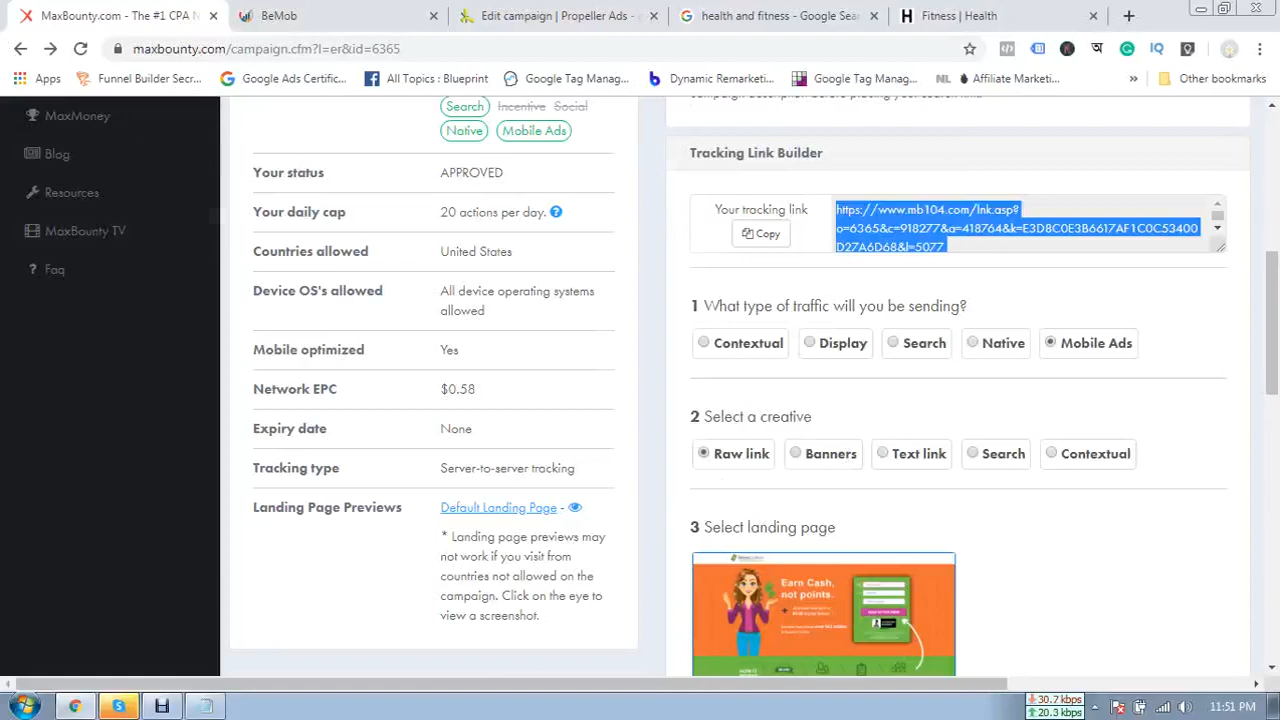 MaxBounty.com - The #1 CPA N
BeMob
Edit campaign | Propeller Ads -
health and fitness - Google Sea
Fitness | Health
maxbounty.com/campaign.cfm?l=er&id=6365
Apps
Funnel Builder Secr...
Google Ads Certific...
All Topics : Blueprint
Google Tag Manag...
Dynamic Remarketi...
Google Tag Manag...
NL
Affiliate Marketi...
»
Other bookmarks
MaxMoney
Blog
Resources
MaxBounty TV
Faq
Search Incentive Social
Native Mobile Ads
Your status APPROVED
Your daily cap 20 actions per day.
Countries allowed United States
Device OS's allowed All device operating systems
allowed
Mobile optimized Yes
Network EPC $0.58
Expiry date None
Tracking type Server-to-server tracking
Landing Page Previews Default Landing Page -
* Landing page previews may
not work if you visit from
countries not allowed on the
campaign. Click on the eye to
view a screenshot.
campaign description before placing your search link.
Tracking Link Builder
Your tracking link
Copy
https://www.mb104.com/lnk.asp?
o=6365&c=918277&a=418764&k=E3D8C0E3B6617AF1C0C53400
D27A6D68&l=5077
1 What type of traffic will you be sending?
Contextual Display Search Native Mobile Ads
2 Select a creative
Raw link Banners Text link Search Contextual
3 Select landing page
Earn Cash,
not points.
30.7 kbps
20.3 kbps
11:51 PM